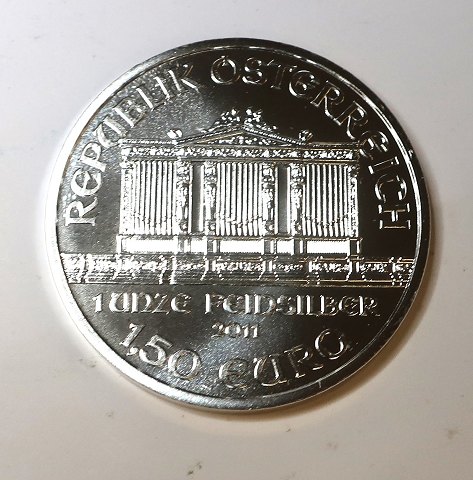 REPUBLIK ÖSTERREICH
1 UNZE FEINSILBER
2011
1,50 EURO